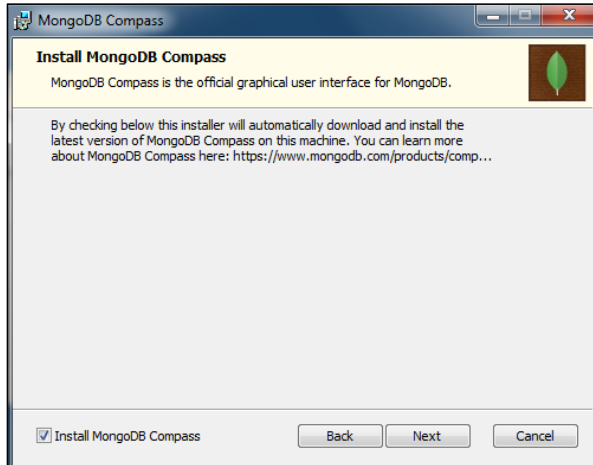 MongoDB Compass
Install MongoDB Compass
MongoDB Compass is the official graphical user interface for MongoDB.
By checking below this installer will automatically download and install the
latest version of MongoDB Compass on this machine. You can learn more
about MongoDB Compass here: https://www.mongodb.com/products/comp...
Install MongoDB Compass
Back
Next
Cancel